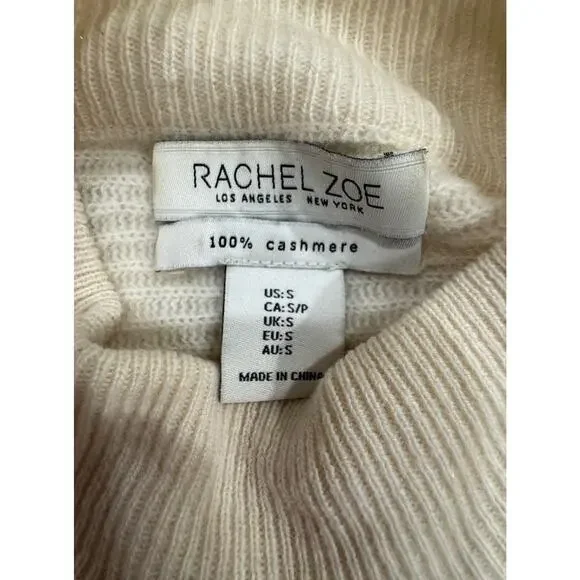 RACHEL ZOE
LOS ANGELES NEW YORK
100% cashmere
US:S
CA:S/P
UK:S
EU:S
AU:S
MADE IN CHINA